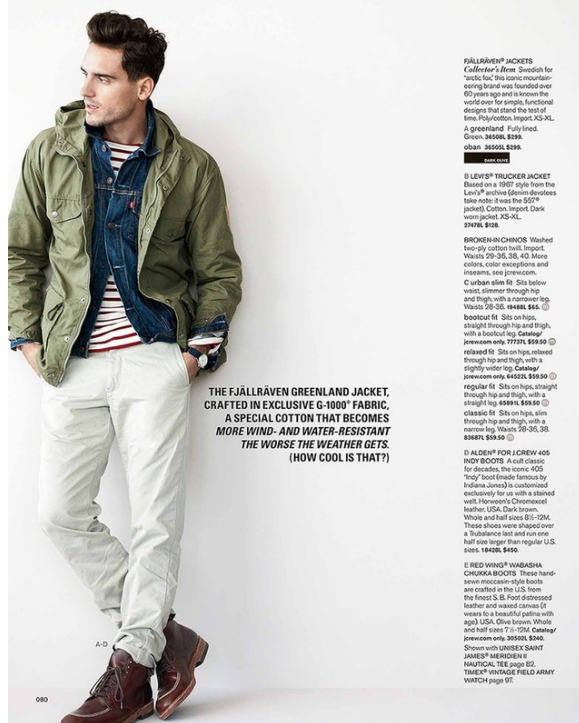 FJÄLLRÄVEN® JACKETS
Collector's Item Swedish for
"arctic fox," this iconic mountain-
eering brand was founded over
60 years ago and is known the
world over for simple, functional
designs that stand the test of
time. Poly/cotton. Import. XS-XL.
A greenland Fully lined.
Green. 36508L $299.
oban 36505L $299.
DARK OLIVE
B LEVI'S® TRUCKER JACKET
Based on a 1967 style from the
Levi's® archive (denim devotees
take note: it was the 557®
jacket). Cotton. Import. Dark
worn jacket. XS-XL.
27478L $128.
BROKEN-IN CHINOS Washed
two-ply cotton twill. Import.
Waists 29-36, 38, 40. More
colors, color exceptions and
inseams, see jcrew.com.
C urban slim fit Sits below
waist, slimmer through hip
and thigh, with a narrower leg.
Waists 28-36. 19488L $65.
bootcut fit Sits on hips,
straight through hip and thigh,
with a bootcut leg. Catalog/
jcrew.com only. 77737L $59.50
relaxed fit Sits on hips, relaxed
through hip and thigh, with a
slightly wider leg. Catalog/
jcrew.com only. 64522L $59.50
regular fit Sits on hips, straight
through hip and thigh, with a
straight leg. 65891L $59.50
classic fit Sits on hips, slim
through hip and thigh, with a
narrow leg. Waists 28-36, 38.
83687L $59.50
THE FJÄLLRÄVEN GREENLAND JACKET,
CRAFTED IN EXCLUSIVE G-1000® FABRIC,
A SPECIAL COTTON THAT BECOMES
MORE WIND- AND WATER-RESISTANT
THE WORSE THE WEATHER GETS.
(HOW COOL IS THAT?)
D ALDEN® FOR J.CREW 405
INDY BOOTS A cult classic
for decades, the iconic 405
"Indy" boot (made famous by
Indiana Jones) is customized
exclusively for us with a stained
welt. Horween's Chromexcel
leather. USA. Dark brown.
Whole and half sizes 8½-12M.
These shoes were shaped over
a Trubalance last and run one
half size larger than regular U.S.
sizes. 18428L $450.
E RED WING® WABASHA
CHUKKA BOOTS These hand-
sewn moccasin-style boots
are crafted in the U.S. from
the finest S.B. Foot distressed
leather and waxed canvas (it
wears to a beautiful patina with
age). USA. Olive brown. Whole
and half sizes 7½-12M. Catalog/
jcrew.com only. 30502L $240.
Shown with UNISEX SAINT
JAMES® MERIDIEN II
NAUTICAL TEE page 82,
TIMEX® VINTAGE FIELD ARMY
WATCH page 97.
A-D
080